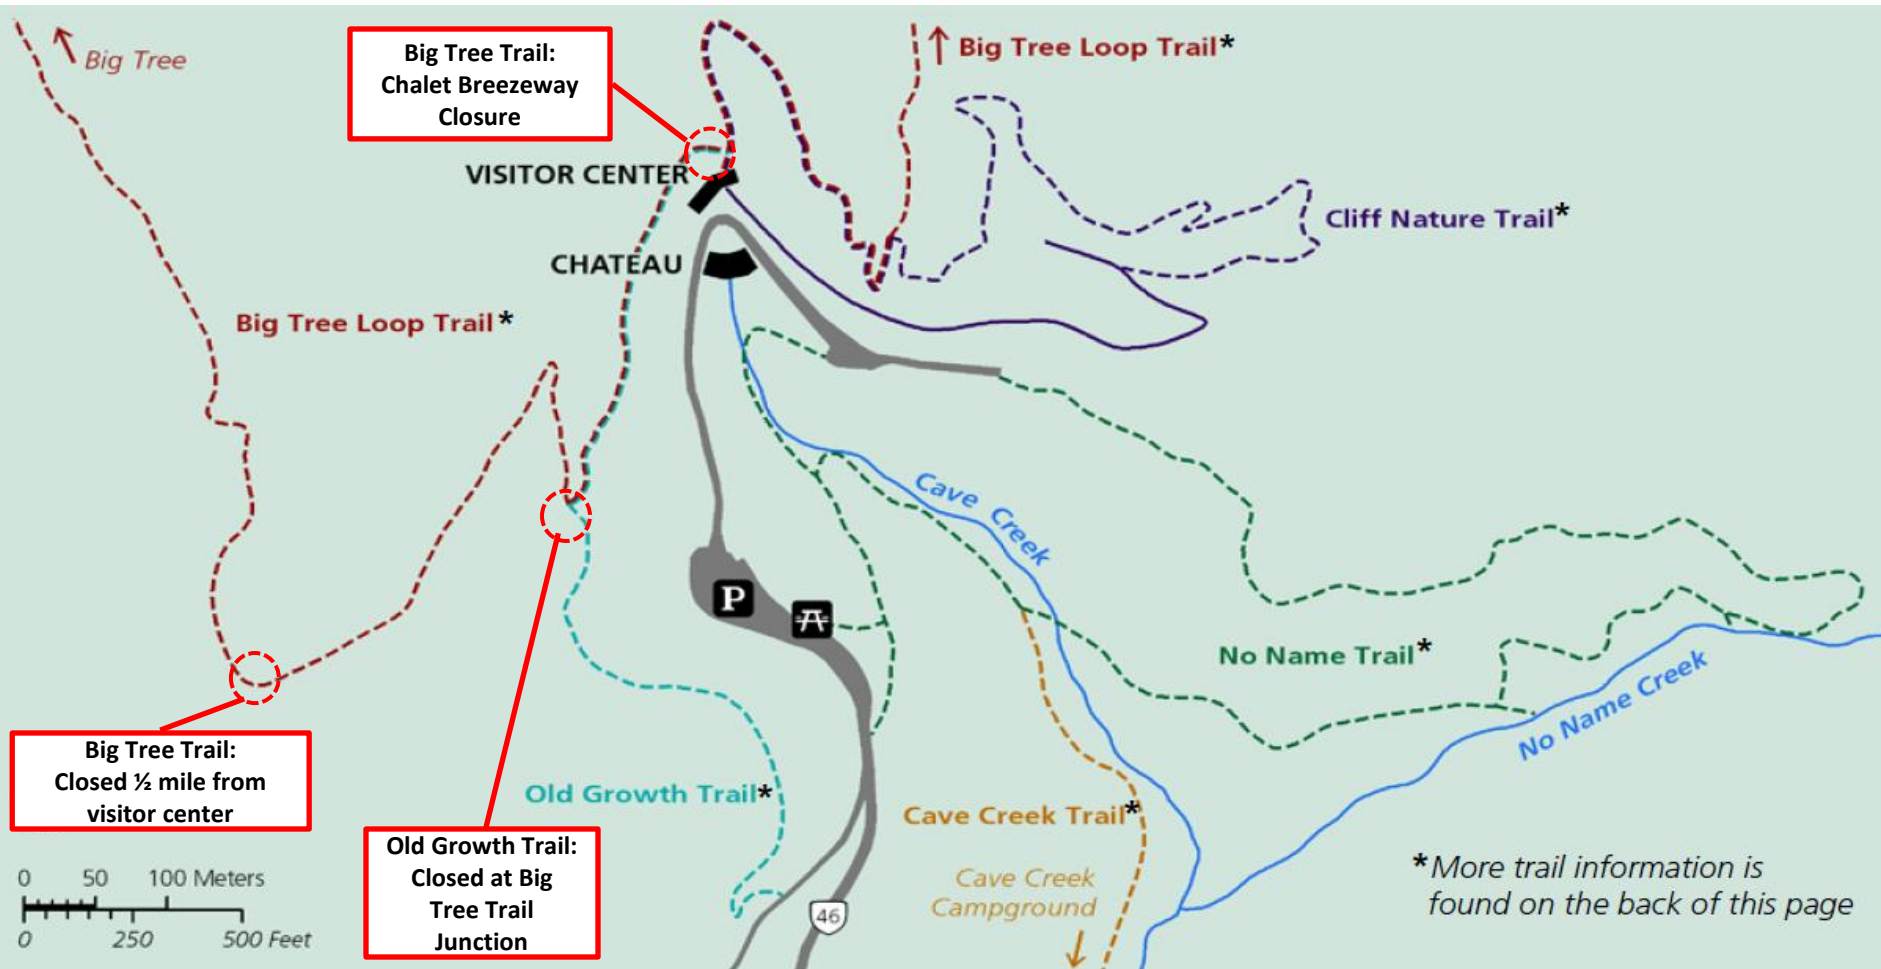 Big Tree
Big Tree Trail:
Chalet Breezeway
Closure
Big Tree Loop Trail*
VISITOR CENTER
Cliff Nature Trail*
CHATEAU
Big Tree Loop Trail*
Cave Creek
P
No Name Trail*
No Name Creek
Big Tree Trail:
Closed ½ mile from
visitor center
Old Growth Trail*
Cave Creek Trail*
Old Growth Trail:
Closed at Big
Tree Trail
Junction
Cave Creek
Campground
46
*More trail information is
found on the back of this page
0 50 100 Meters
0 250 500 Feet